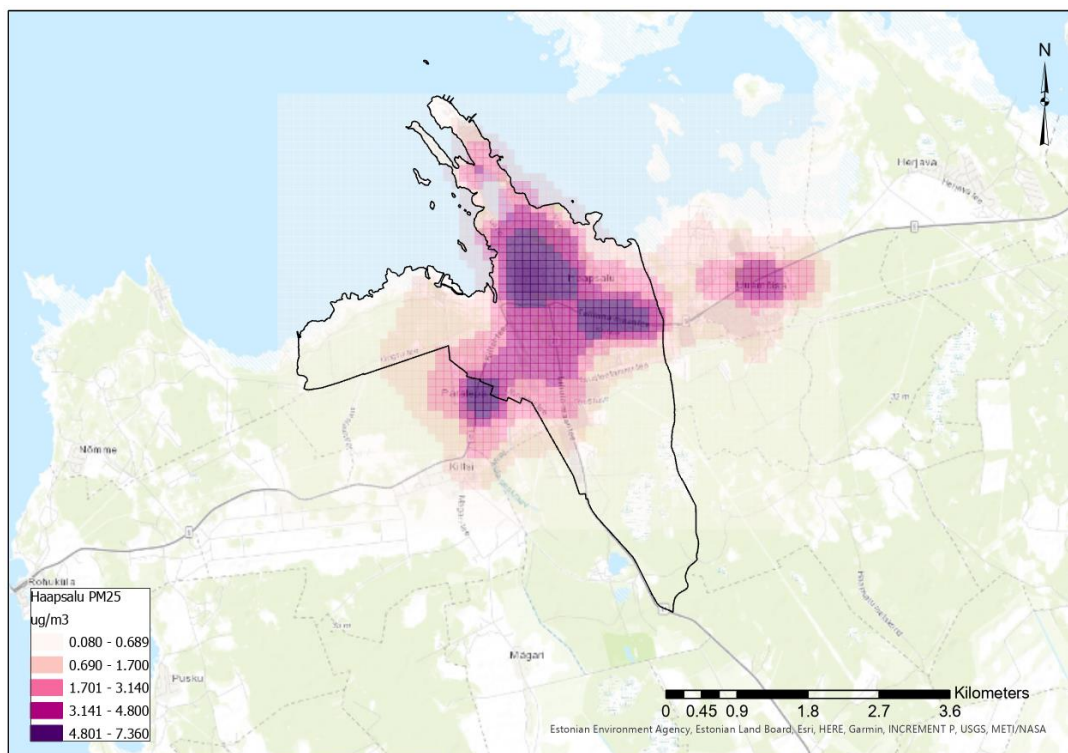 N
Herjava
Herjava tee
Haapsalu
Nõmme
Kiltsi
Rohuküla
Haapsalu PM25
ug/m3
0.080 - 0.689
0.690 - 1.700
1.701 - 3.140
3.141 - 4.800
4.801 - 7.360
Mägari
Pusku
Kilometers
0 0.45 0.9 1.8 2.7 3.6
Estonian Environment Agency, Estonian Land Board, Esri, HERE, Garmin, INCREMENT P, USGS, METI/NASA